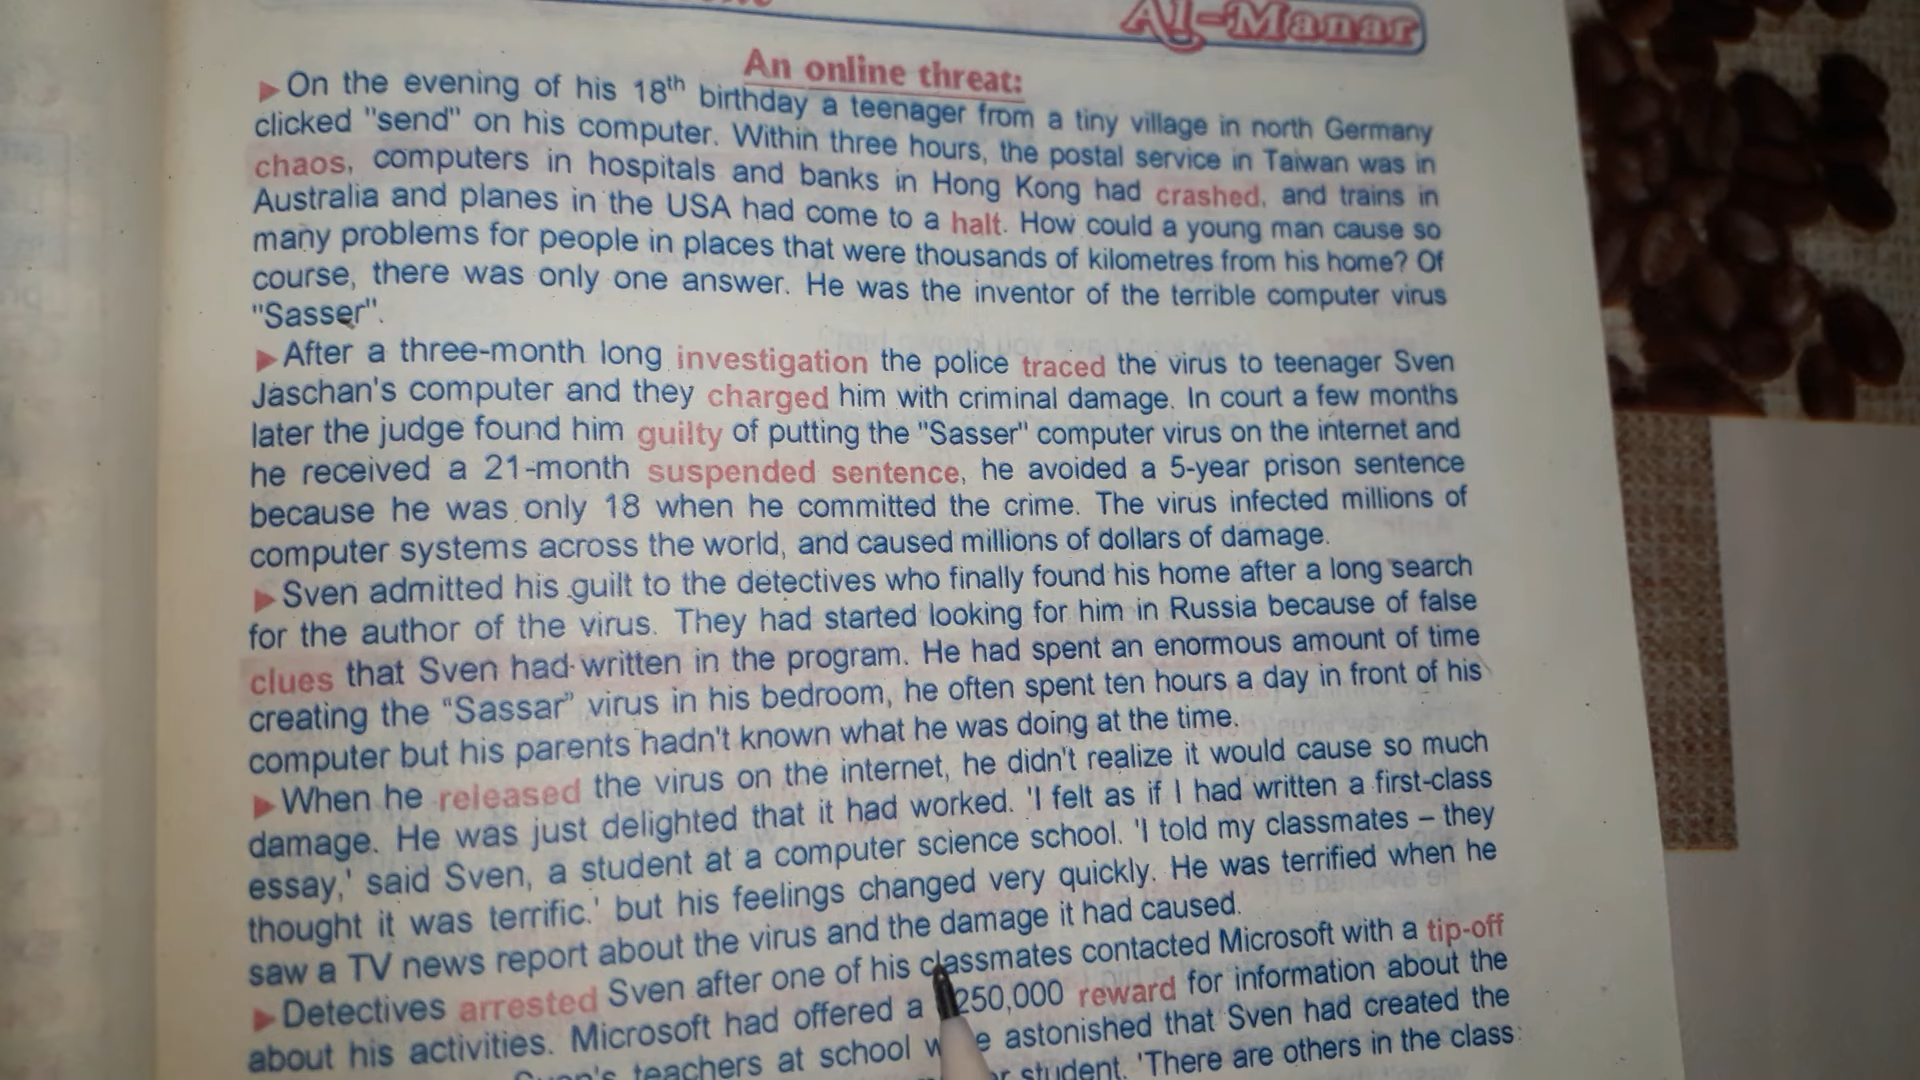 Al-Manar
An online threat:
▶On the evening of his 18th birthday a teenager from a tiny village in north Germany
clicked "send" on his computer. Within three hours, the postal service in Taiwan was in
chaos, computers in hospitals and banks in Hong Kong had crashed, and trains in
Australia and planes in the USA had come to a halt. How could a young man cause so
many problems for people in places that were thousands of kilometres from his home? Of
course, there was only one answer. He was the inventor of the terrible computer virus
"Sasser".
▶After a three-month long investigation the police traced the virus to teenager Sven
Jaschan's computer and they charged him with criminal damage. In court a few months
later the judge found him guilty of putting the "Sasser" computer virus on the internet and
he received a 21-month suspended sentence, he avoided a 5-year prison sentence
because he was only 18 when he committed the crime. The virus infected millions of
computer systems across the world, and caused millions of dollars of damage.
▶Sven admitted his guilt to the detectives who finally found his home after a long search
for the author of the virus. They had started looking for him in Russia because of false
clues that Sven had written in the program. He had spent an enormous amount of time
creating the “Sassar” virus in his bedroom, he often spent ten hours a day in front of his
computer but his parents hadn't known what he was doing at the time.
▶When he released the virus on the internet, he didn't realize it would cause so much
damage. He was just delighted that it had worked. 'I felt as if I had written a first-class
essay,' said Sven, a student at a computer science school. 'I told my classmates – they
thought it was terrific.' but his feelings changed very quickly. He was terrified when he
saw a TV news report about the virus and the damage it had caused.
▶Detectives arrested Sven after one of his classmates contacted Microsoft with a tip-off
about his activities. Microsoft had offered a 250,000 reward for information about the
Sven's teachers at school astonished that Sven had created the
student. 'There are others in the class